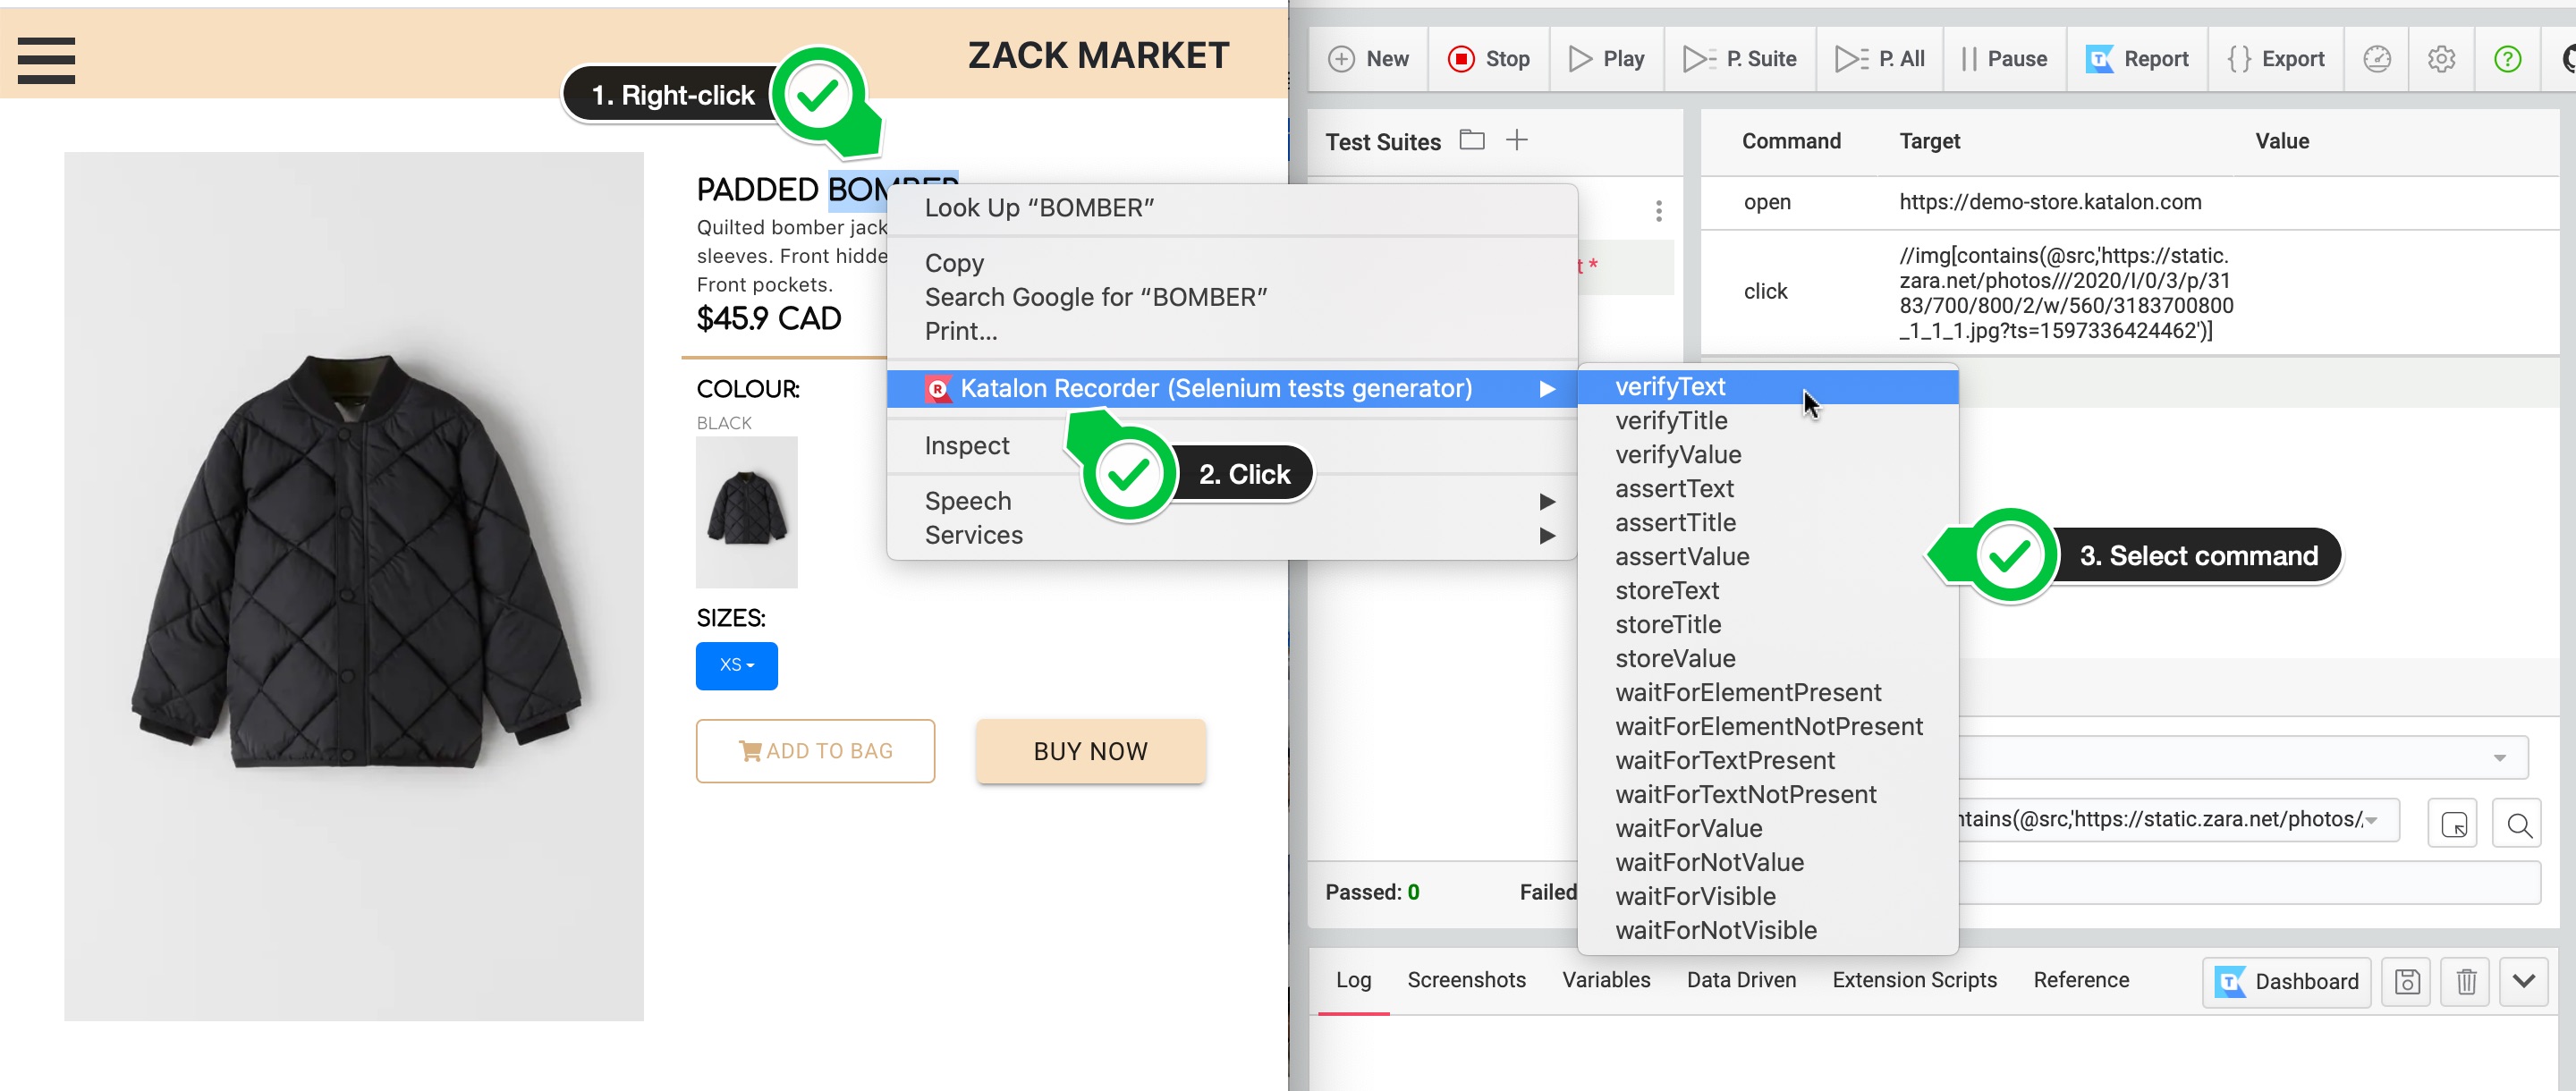 ZACK MARKET
1. Right-click
PADDED BOMBER
Quilted bomber jack
sleeves. Front hidde
Front pockets.
$45.9 CAD
COLOUR:
BLACK
SIZES:
XS
ADD TO BAG
BUY NOW
Look Up “BOMBER”
Copy
Search Google for “BOMBER”
Print...
Katalon Recorder (Selenium tests generator)
Inspect
2. Click
Speech
Services
verifyText
verifyTitle
verifyValue
assertText
assertTitle
assertValue
storeText
storeTitle
storeValue
waitForElementPresent
waitForElementNotPresent
waitForTextPresent
waitForTextNotPresent
waitForValue
waitForNotValue
waitForVisible
waitForNotVisible
3. Select command
New Stop Play P. Suite P. All Pause Report Export
Test Suites
t *
Command Target Value
open https://demo-store.katalon.com
click //img[contains(@src,'https://static.
zara.net/photos///2020/I/0/3/p/31
83/700/800/2/w/560/3183700800
_1_1_1.jpg?ts=1597336424462')]
ntains(@src,'https://static.zara.net/photos/
Passed: 0 Failed
Log Screenshots Variables Data Driven Extension Scripts Reference Dashboard